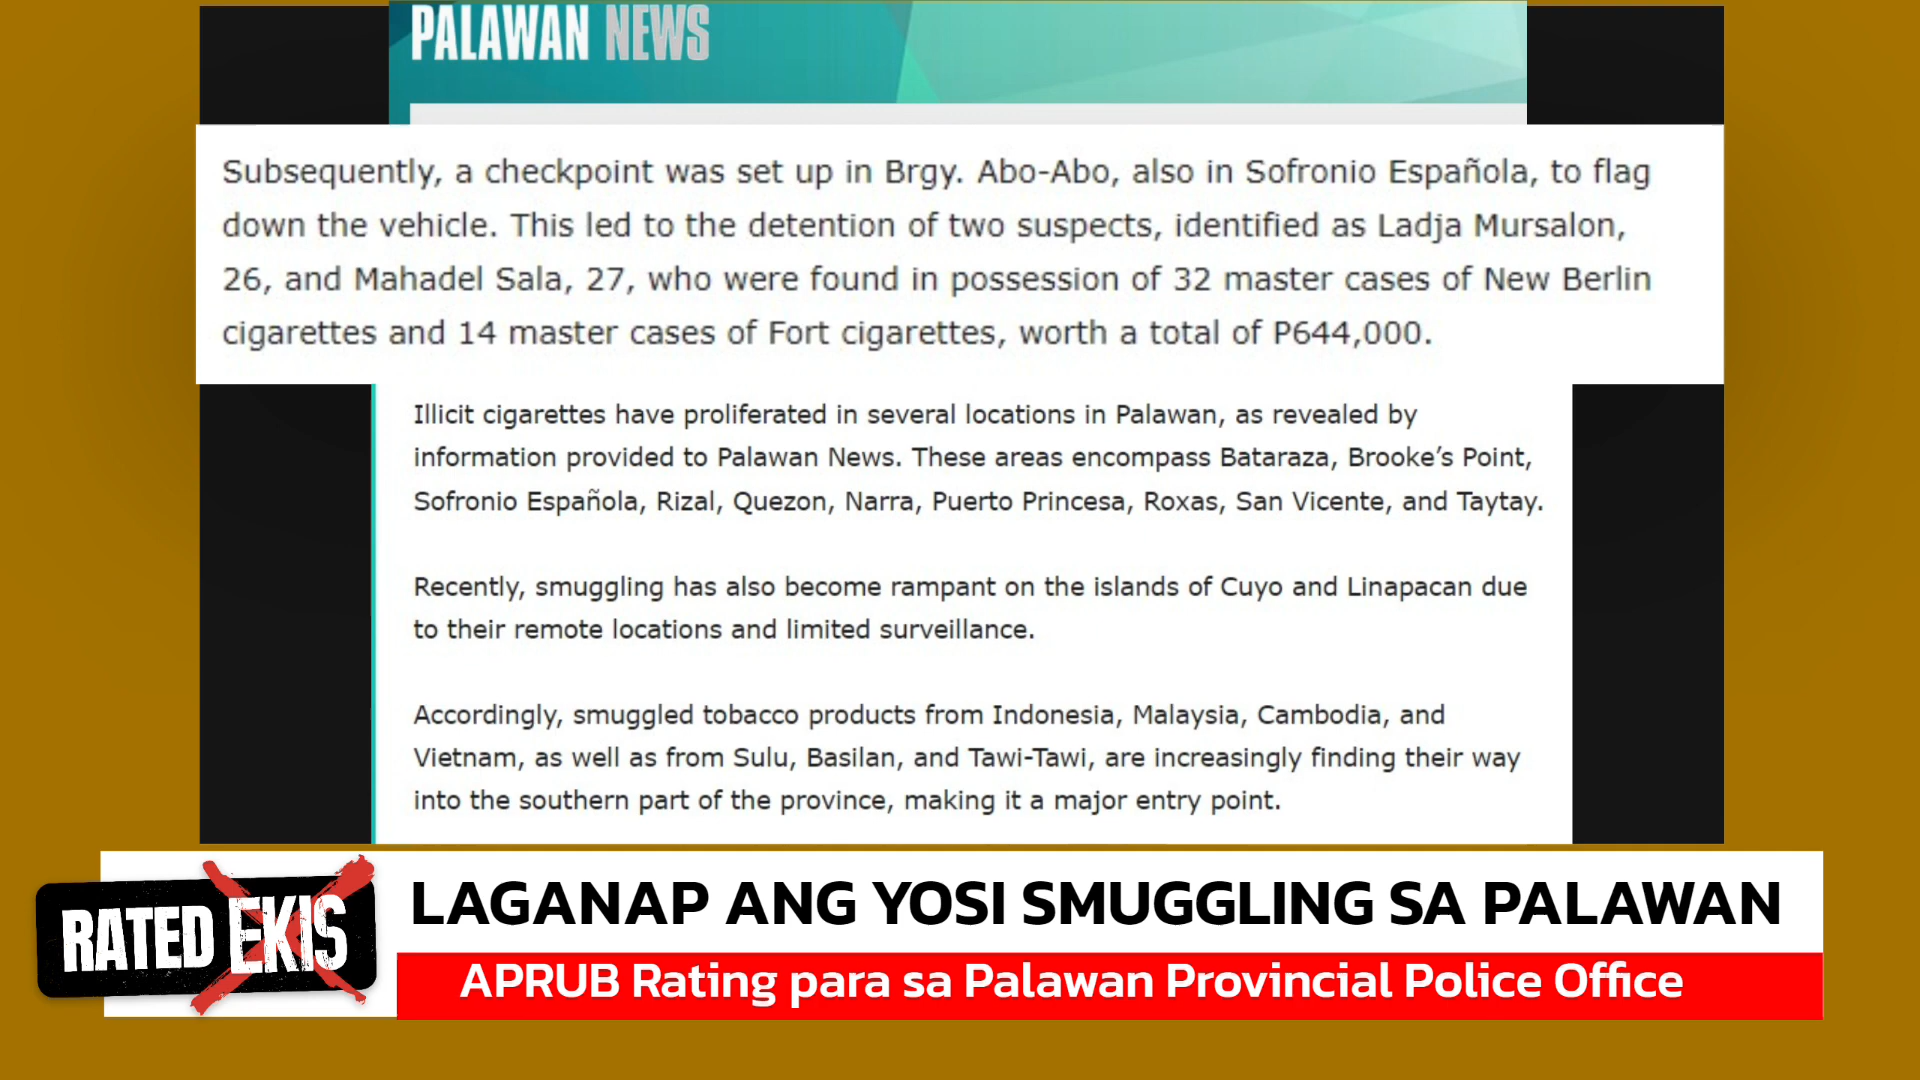 PALAWAN NEWS
Subsequently, a checkpoint was set up in Brgy. Abo-Abo, also in Sofronio Española, to flag
down the vehicle. This led to the detention of two suspects, identified as Ladja Mursalon,
26, and Mahadel Sala, 27, who were found in possession of 32 master cases of New Berlin
cigarettes and 14 master cases of Fort cigarettes, worth a total of P644,000.
Illicit cigarettes have proliferated in several locations in Palawan, as revealed by
information provided to Palawan News. These areas encompass Bataraza, Brooke’s Point,
Sofronio Española, Rizal, Quezon, Narra, Puerto Princesa, Roxas, San Vicente, and Taytay.
Recently, smuggling has also become rampant on the islands of Cuyo and Linapacan due
to their remote locations and limited surveillance.
Accordingly, smuggled tobacco products from Indonesia, Malaysia, Cambodia, and
Vietnam, as well as from Sulu, Basilan, and Tawi-Tawi, are increasingly finding their way
into the southern part of the province, making it a major entry point.
RATED EKIS
LAGANAP ANG YOSI SMUGGLING SA PALAWAN
APRUB Rating para sa Palawan Provincial Police Office